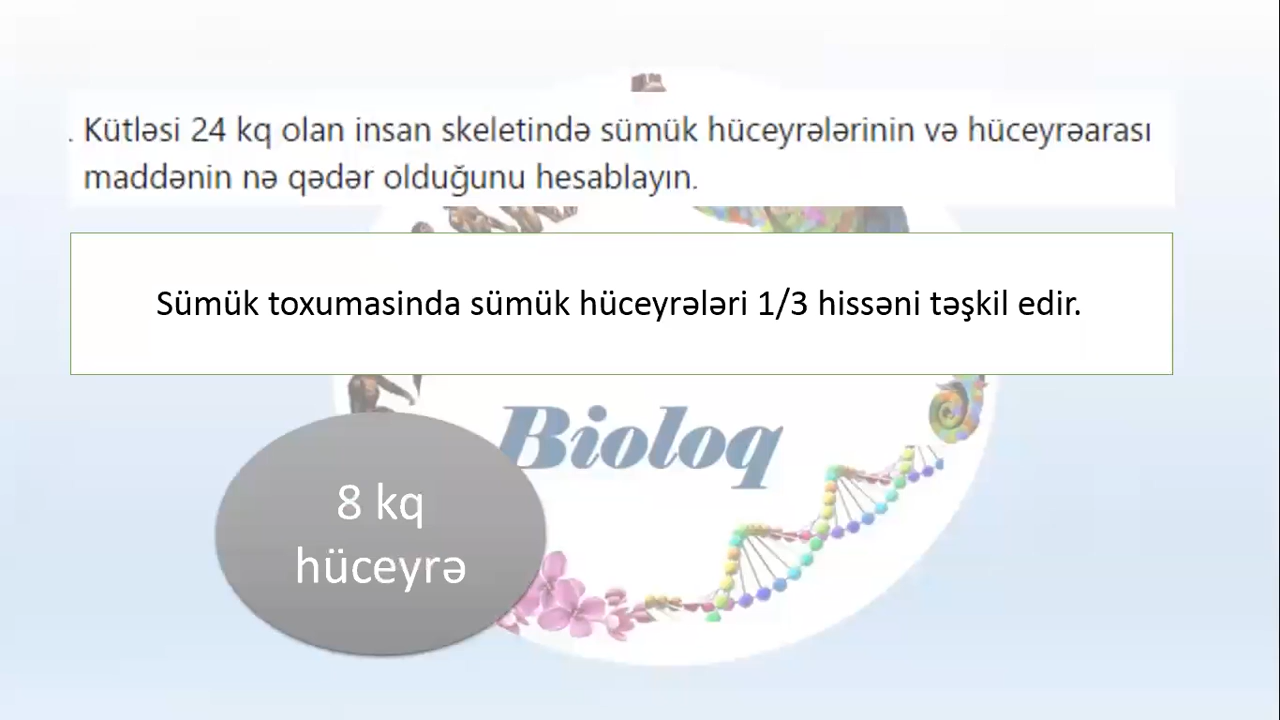 . Kütləsi 24 kq olan insan skeletində sümük hüceyrələrinin və hüceyrəarası
maddənin nə qədər olduğunu hesablayın.
Sümük toxumasinda sümük hüceyrələri 1/3 hissəni təşkil edir.
Bioloq
8 kq
hüceyrə